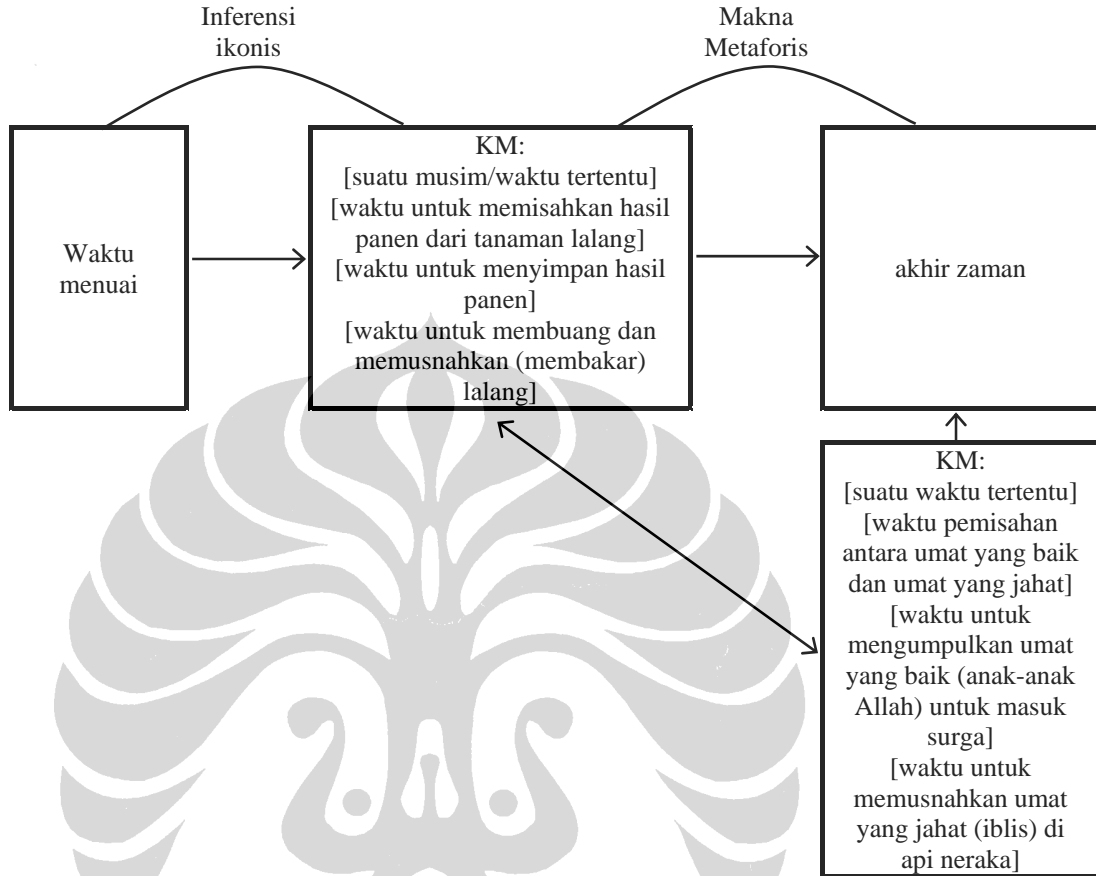 Inferensi
ikonis
Makna
Metaforis
Waktu
menuai
KM:
[suatu musim/waktu tertentu]
[waktu untuk memisahkan hasil
panen dari tanaman lalang]
[waktu untuk menyimpan hasil
panen]
[waktu untuk membuang dan
memusnahkan (membakar)
lalang]
akhir zaman
KM:
[suatu waktu tertentu]
[waktu pemisahan
antara umat yang baik
dan umat yang jahat]
[waktu untuk
mengumpulkan umat
yang baik (anak-anak
Allah) untuk masuk
surga]
[waktu untuk
memusnahkan umat
yang jahat (iblis) di
api neraka]